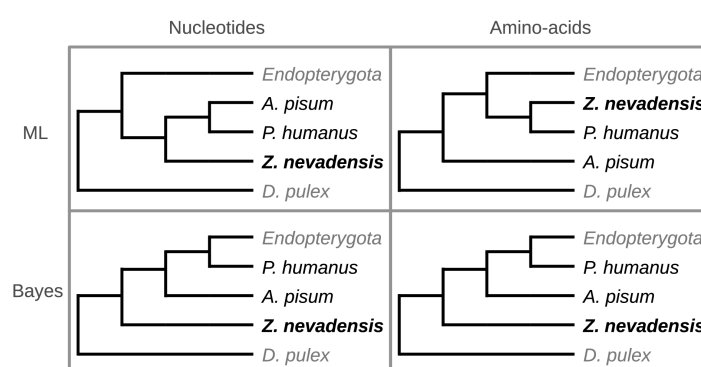 Nucleotides Amino-acids
ML
Endopterygota
A. pisum
P. humanus
Z. nevadensis
D. pulex
Endopterygota
Z. nevadensis
P. humanus
A. pisum
D. pulex
Bayes
Endopterygota
P. humanus
A. pisum
Z. nevadensis
D. pulex
Endopterygota
P. humanus
A. pisum
Z. nevadensis
D. pulex